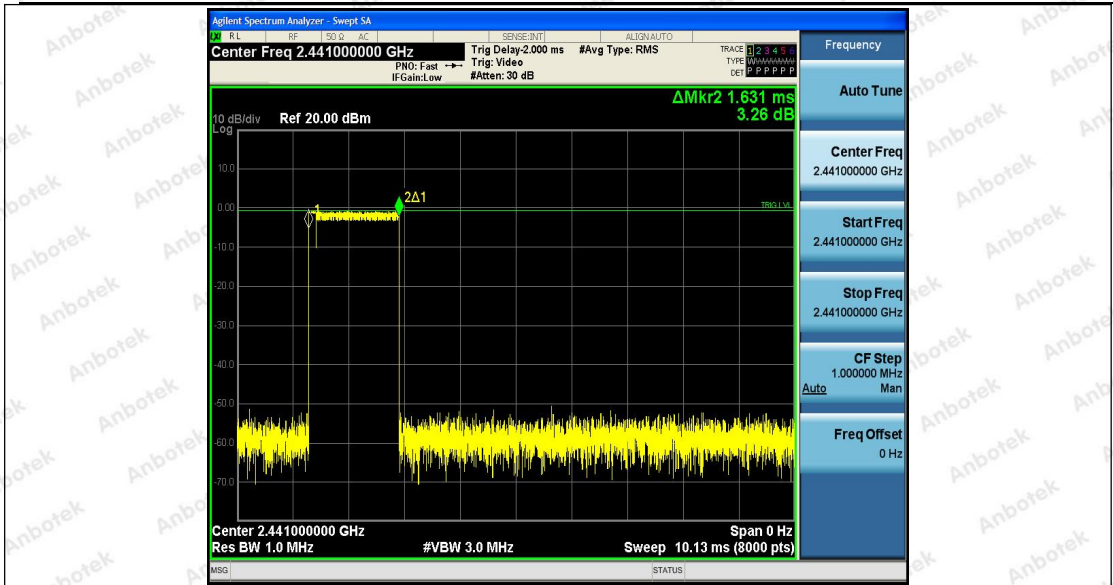 Agilent Spectrum Analyzer - Swept SA
RL RF 50 Ω AC SENSE:INT ALIGNAUTO
Center Freq 2.441000000 GHz
PNO: Fast
IFGain:Low
Trig Delay-2.000 ms
Trig: Video
#Atten: 30 dB
#Avg Type: RMS
TRACE 1 2 3 4 5 6
TYPE
DET P P P P P P
ΔMkr2 1.631 ms
3.26 dB
10 dB/div Ref 20.00 dBm
Log
10.0
0.00
-10.0
-20.0
-30.0
-40.0
-50.0
-60.0
-70.0
1
2Δ1
TRIG LVL
Center 2.441000000 GHz Span 0 Hz
Res BW 1.0 MHz #VBW 3.0 MHz Sweep 10.13 ms (8000 pts)
MSG STATUS
Frequency
Auto Tune
Center Freq
2.441000000 GHz
Start Freq
2.441000000 GHz
Stop Freq
2.441000000 GHz
CF Step
1.000000 MHz
Auto Man
Freq Offset
0 Hz
Anbotek